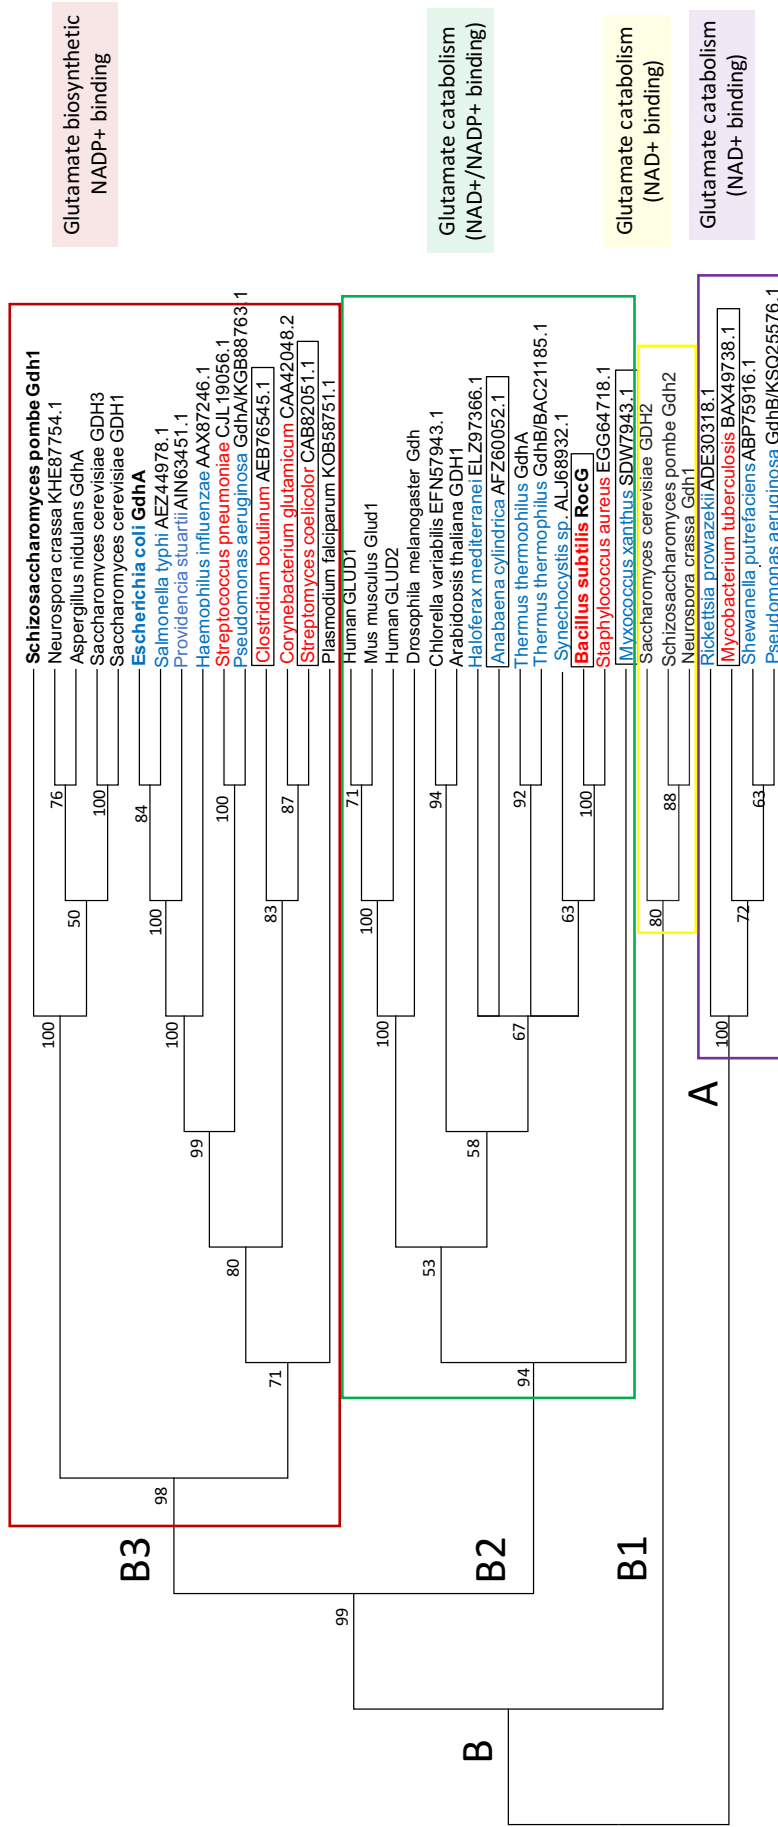 Schizosaccharomyces pombe Gdh1
Neurospora crassa KHE87754.1
Aspergillus nidulans GdhA
Saccharomyces cerevisiae GDH3
Saccharomyces cerevisiae GDH1
Escherichia coli GdhA
Salmonella typhi AEZ44978.1
Providencia stuartii AIN63451.1
Haemophilus influenzae AAX87246.1
Streptococcus pneumoniae CJL19056.1
Pseudomonas aeruginosa GdhA/KGB88763.1
Clostridium botulinum AEB76545.1
Corynebacterium glutamicum CAA42048.2
Streptomyces coelicolor CAB82051.1
Plasmodium falciparum KOB58751.1
Human GLUD1
Mus musculus Glud1
Human GLUD2
Drosophila melanogaster Gdh
Chlorella variabilis EFN57943.1
Arabidopsis thaliana GDH1
Haloferax mediterranei ELZ97366.1
Anabaena cylindrica AFZ60052.1
Thermus thermophilus GdhA
Thermus thermophilus GdhB/BAC21185.1
Synechocystis sp. ALJ68932.1
Bacillus subtilis RocG
Staphylococcus aureus EGG64718.1
Myxococcus xanthus SDW7943.1
Saccharomyces cerevisiae GDH2
Schizosaccharomyces pombe Gdh2
Neurospora crassa Gdh1
Rickettsia prowazekii ADE30318.1
Mycobacterium tuberculosis BAX49738.1
Shewanella putrefaciens ABP75916.1
Pseudomonas aeruginosa GdhB/KSQ25576.1
76
100
50
100
84
100
100
99
100
87
83
80
71
98
71
100
100
94
92
100
63
67
58
53
94
99
88
80
63
72
100
B3
B2
B1
B
A
Glutamate biosynthetic
NADP+ binding
Glutamate catabolism
(NAD+/NADP+ binding)
Glutamate catabolism
(NAD+ binding)
Glutamate catabolism
(NAD+ binding)